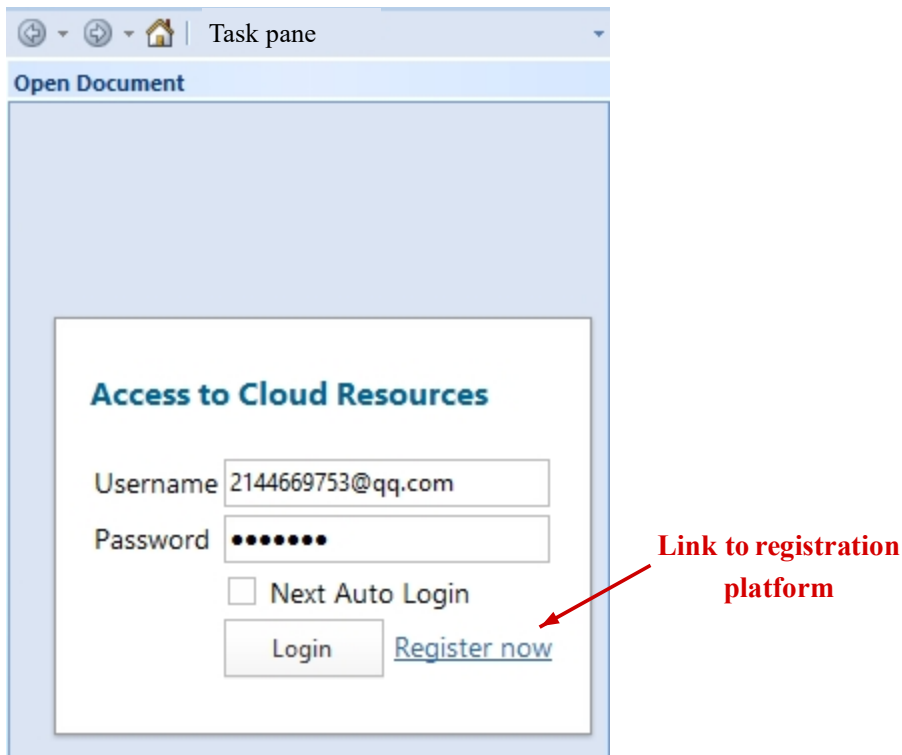 Task pane
Open Document
Access to Cloud Resources
Username 2144669753@qq.com
Password •••••••
Next Auto Login
Login Register now
Link to registration
platform